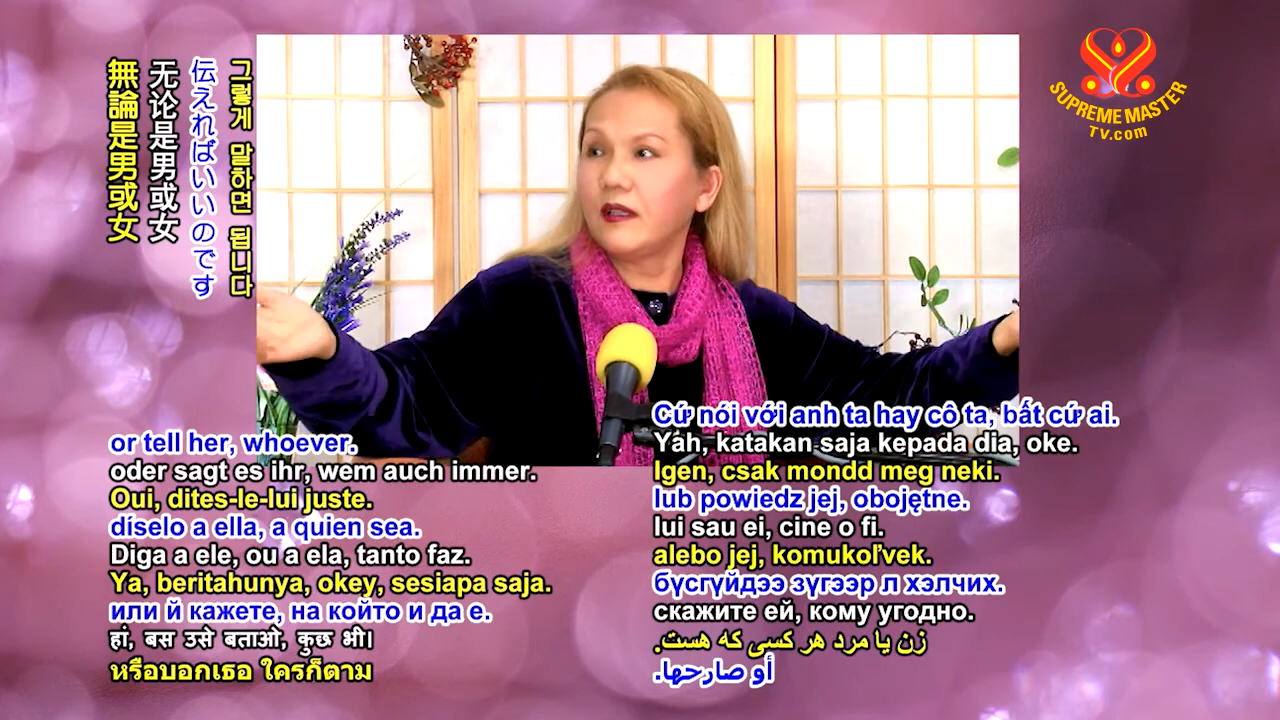 그렇게 말하면 됩니다
伝えればいいのです
无论是男或女
無論是男或女
SUPREME MASTER
TV.com
or tell her, whoever.
oder sagt es ihr, wem auch immer.
Oui, dites-le-lui juste.
díselo a ella, a quien sea.
Diga a ele, ou a ela, tanto faz.
Ya, beritahunya, okey, sesiapa saja.
или й кажете, на който и да е.
हां, बस उसे बताओ, कुछ भी।
หรือบอกเธอ ใครก็ตาม
Cứ nói với anh ta hay cô ta, bất cứ ai.
Yah, katakan saja kepada dia, oke.
Igen, csak mondd meg neki.
lub powiedz jej, obojętne.
lui sau ei, cine o fi.
alebo jej, komukoľvek.
бүсгүйдээ зүгээр л хэлчих.
скажите ей, кому угодно.
زن یا مرد هر کسی که هست.
أو صارحها.